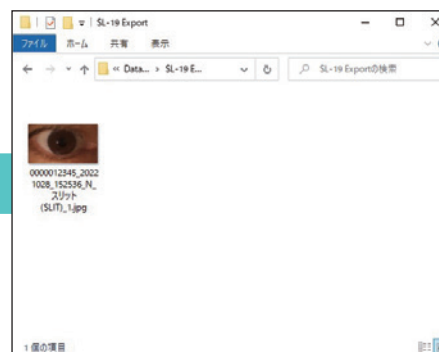 SL-19 Export
ファイル ホーム 共有 表示
« Data... › SL-19 E...
SL-19 Exportの検索
0000012345_2022
1028_152536_N_
スリット
(SLIT)_1.jpg
1 個の項目